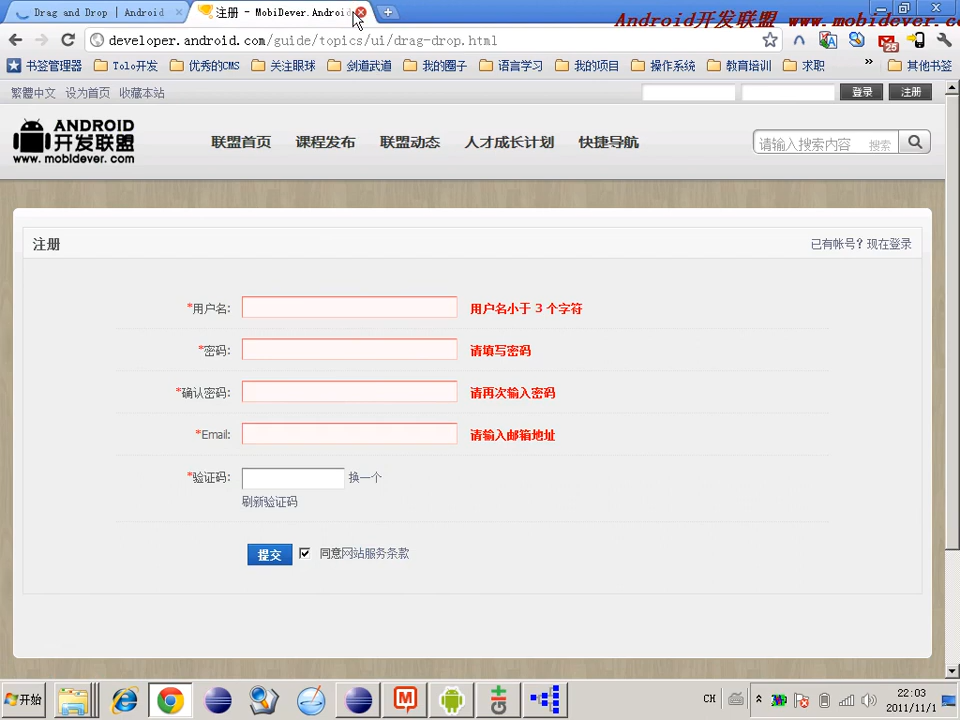 Drag and Drop | Android
注册 - MobiDever.Android
Android开发联盟 www.mobidever.co
developer.android.com/guide/topics/ui/drag-drop.html
25
书签管理器 Tolo开发 优秀的CMS 关注眼球 剑道武道 我的圈子 语言学习 我的项目 操作系统 教育培训 求职 » 其他书签
繁體中文 设为首页 收藏本站 登录 注册
ANDROID
开发联盟
www.mobidever.com
联盟首页 课程发布 联盟动态 人才成长计划 快捷导航
请输入搜索内容 搜索
注册 已有帐号? 现在登录
*用户名: 用户名小于 3 个字符
*密码: 请填写密码
*确认密码: 请再次输入密码
*Email: 请输入邮箱地址
*验证码: 换一个
刷新验证码
提交 同意网站服务条款
开始 git CH 22:03
2011/11/1